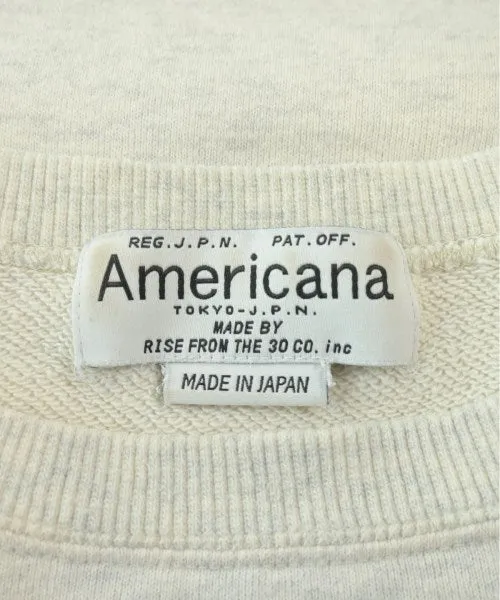 REG.J.P.N. PAT.OFF.
Americana
TOKYO-J.P.N.
MADE BY
RISE FROM THE 30 CO. inc
MADE IN JAPAN